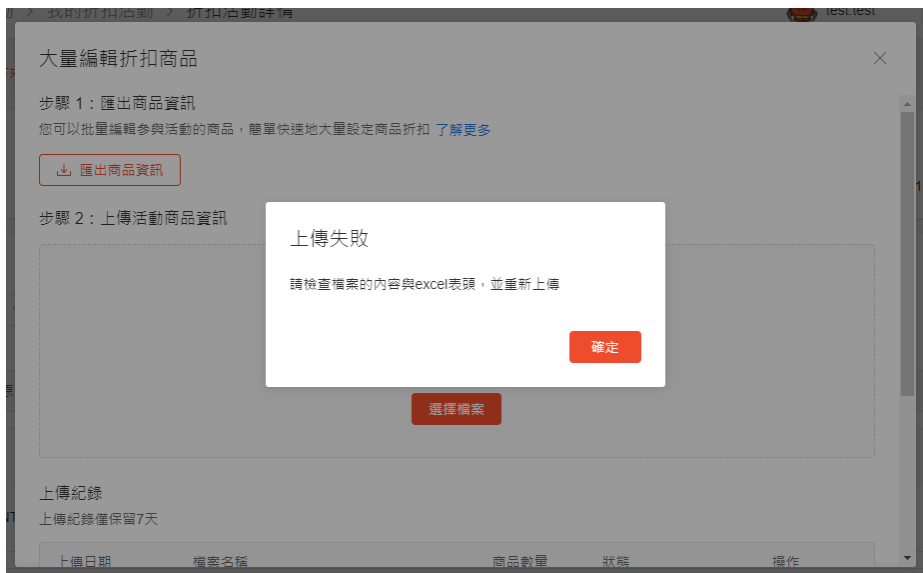 > 我的折扣活動 > 折扣活動詳情
test.test
大量編輯折扣商品
步驟 1：匯出商品資訊
您可以批量編輯參與活動的商品，簡單快速地大量設定商品折扣 了解更多
匯出商品資訊
步驟 2：上傳活動商品資訊
上傳失敗
請檢查檔案的內容與excel表頭，並重新上傳
確定
選擇檔案
上傳紀錄
上傳紀錄僅保留7天
上傳日期 檔案名稱 商品數量 狀態 操作